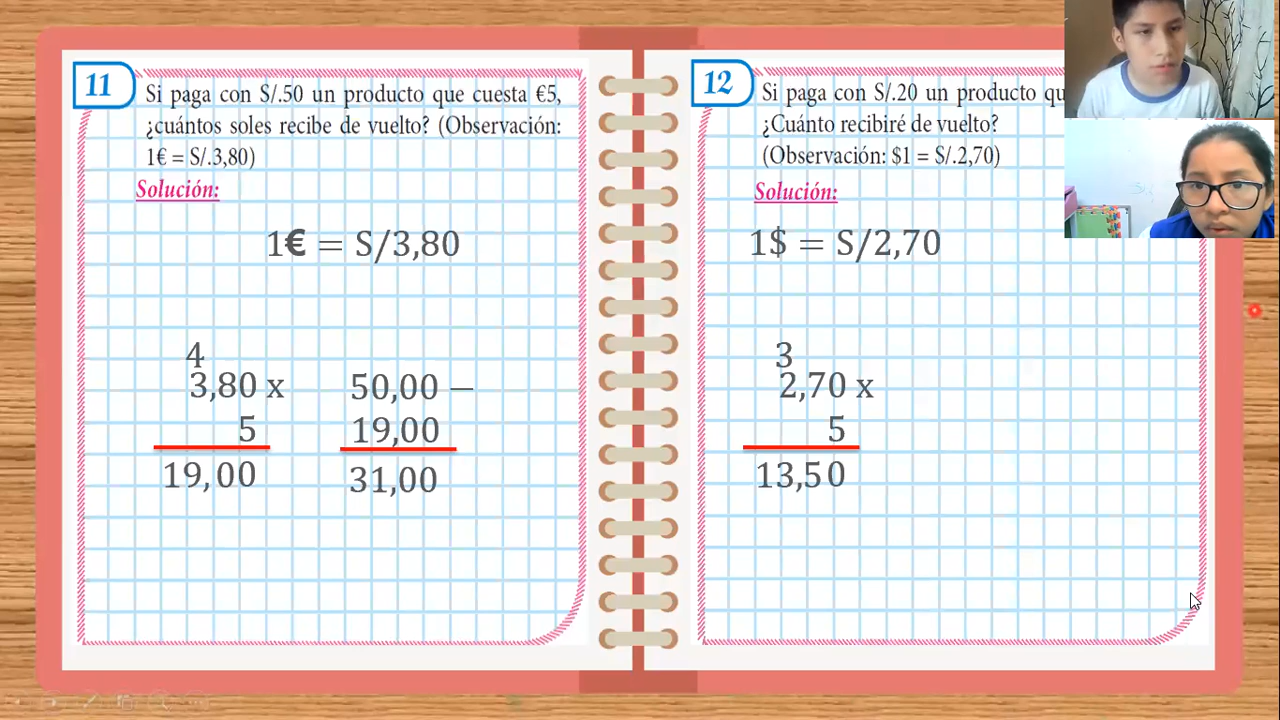 11
Si paga con S/.50 un producto que cuesta €5,
¿cuántos soles recibe de vuelto? (Observación:
1€ = S/.3,80)
Solución:
1€ = S/3,80
4
3,80 x
5
19,00
50,00 –
19,00
31,00
12
Si paga con S/.20 un producto qu
¿Cuánto recibiré de vuelto?
(Observación: $1 = S/.2,70)
Solución:
1$ = S/2,70
3
2,70 x
5
13,50